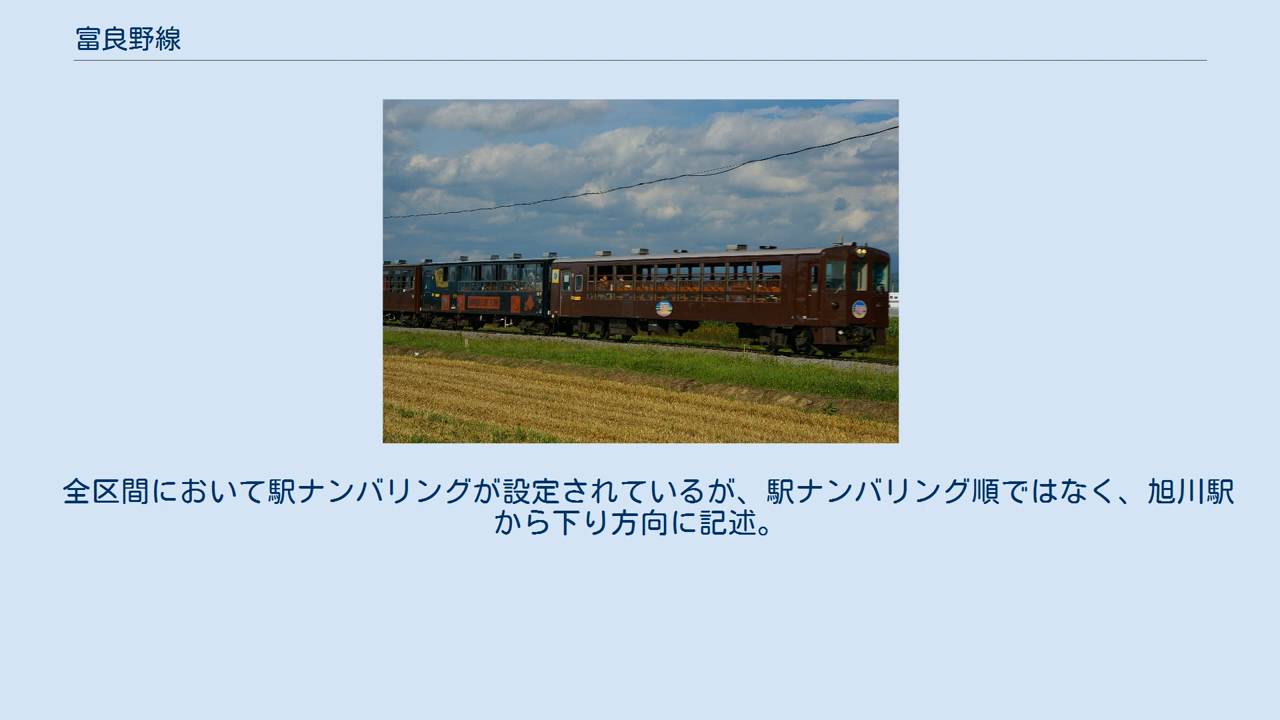 富良野線
全区間において駅ナンバリングが設定されているが、駅ナンバリング順ではなく、旭川駅
から下り方向に記述。